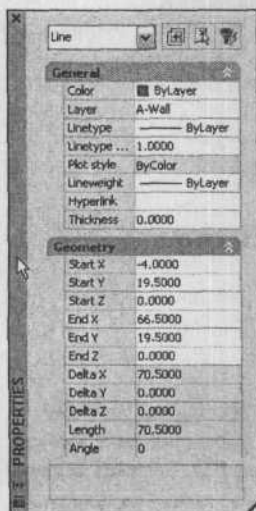 Line
General
Color ByLayer
Layer A-Wall
Linetype ByLayer
Linetype ... 1.0000
Plot style ByColor
Lineweight ByLayer
Hyperlink
Thickness 0.0000
Geometry
Start X -4.0000
Start Y 19.5000
Start Z 0.0000
End X 66.5000
End Y 19.5000
End Z 0.0000
Delta X 70.5000
Delta Y 0.0000
Delta Z 0.0000
Length 70.5000
Angle 0
PROPERTIES